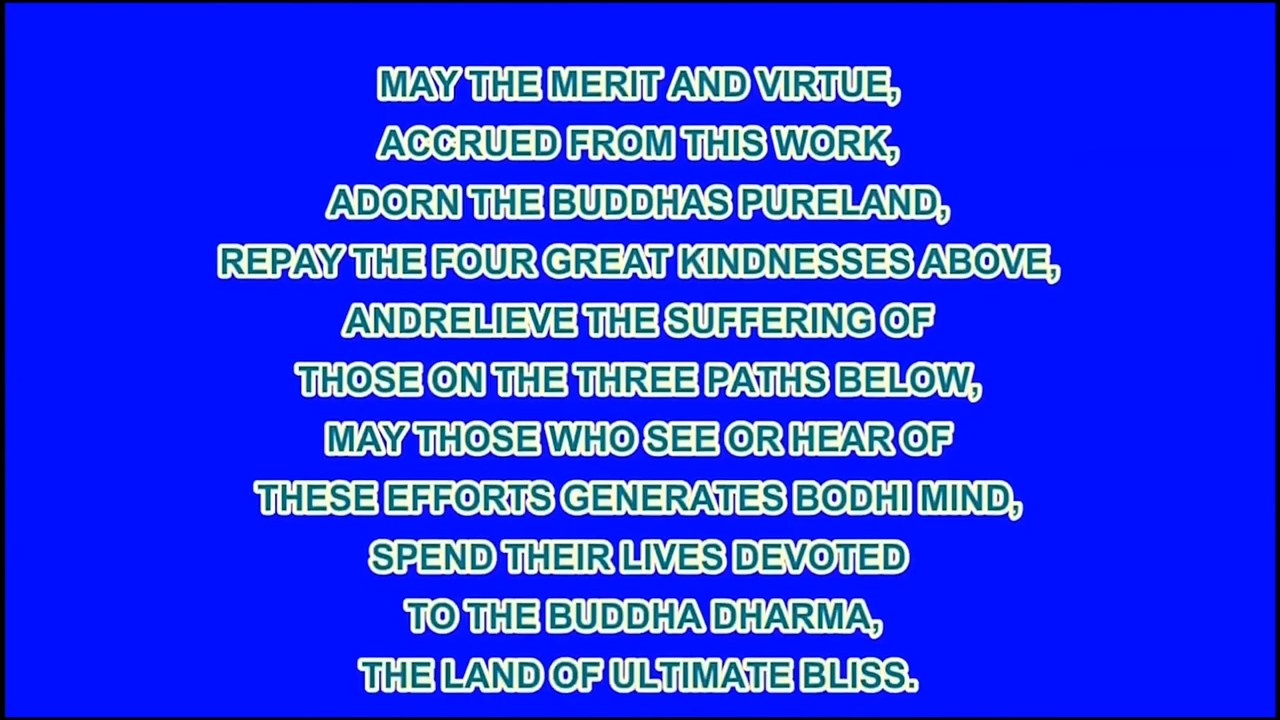 MAY THE MERIT AND VIRTUE,
ACCRUED FROM THIS WORK,
ADORN THE BUDDHAS PURELAND,
REPAY THE FOUR GREAT KINDNESSES ABOVE,
ANDRELIEVE THE SUFFERING OF
THOSE ON THE THREE PATHS BELOW,
MAY THOSE WHO SEE OR HEAR OF
THESE EFFORTS GENERATES BODHI MIND,
SPEND THEIR LIVES DEVOTED
TO THE BUDDHA DHARMA,
THE LAND OF ULTIMATE BLISS.